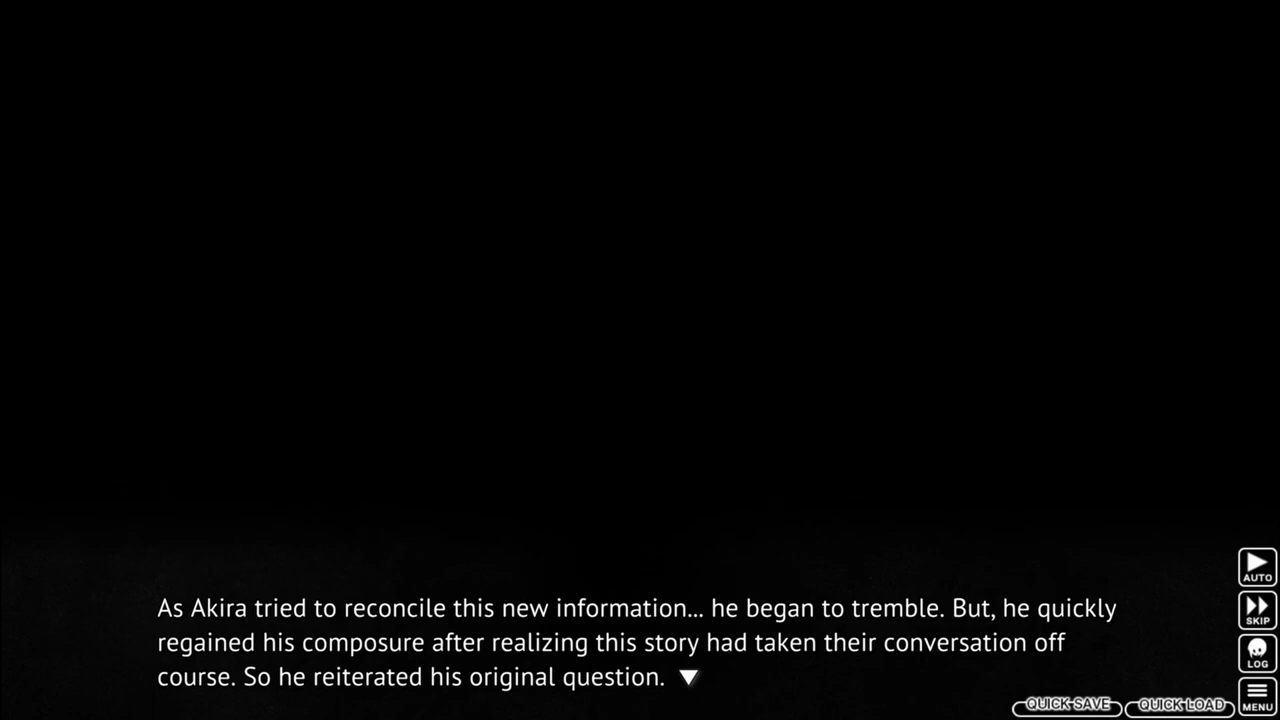 As Akira tried to reconcile this new information... he began to tremble. But, he quickly
regained his composure after realizing this story had taken their conversation off
course. So he reiterated his original question.
AUTO
SKIP
LOG
MENU
QUICK SAVE QUICK LOAD